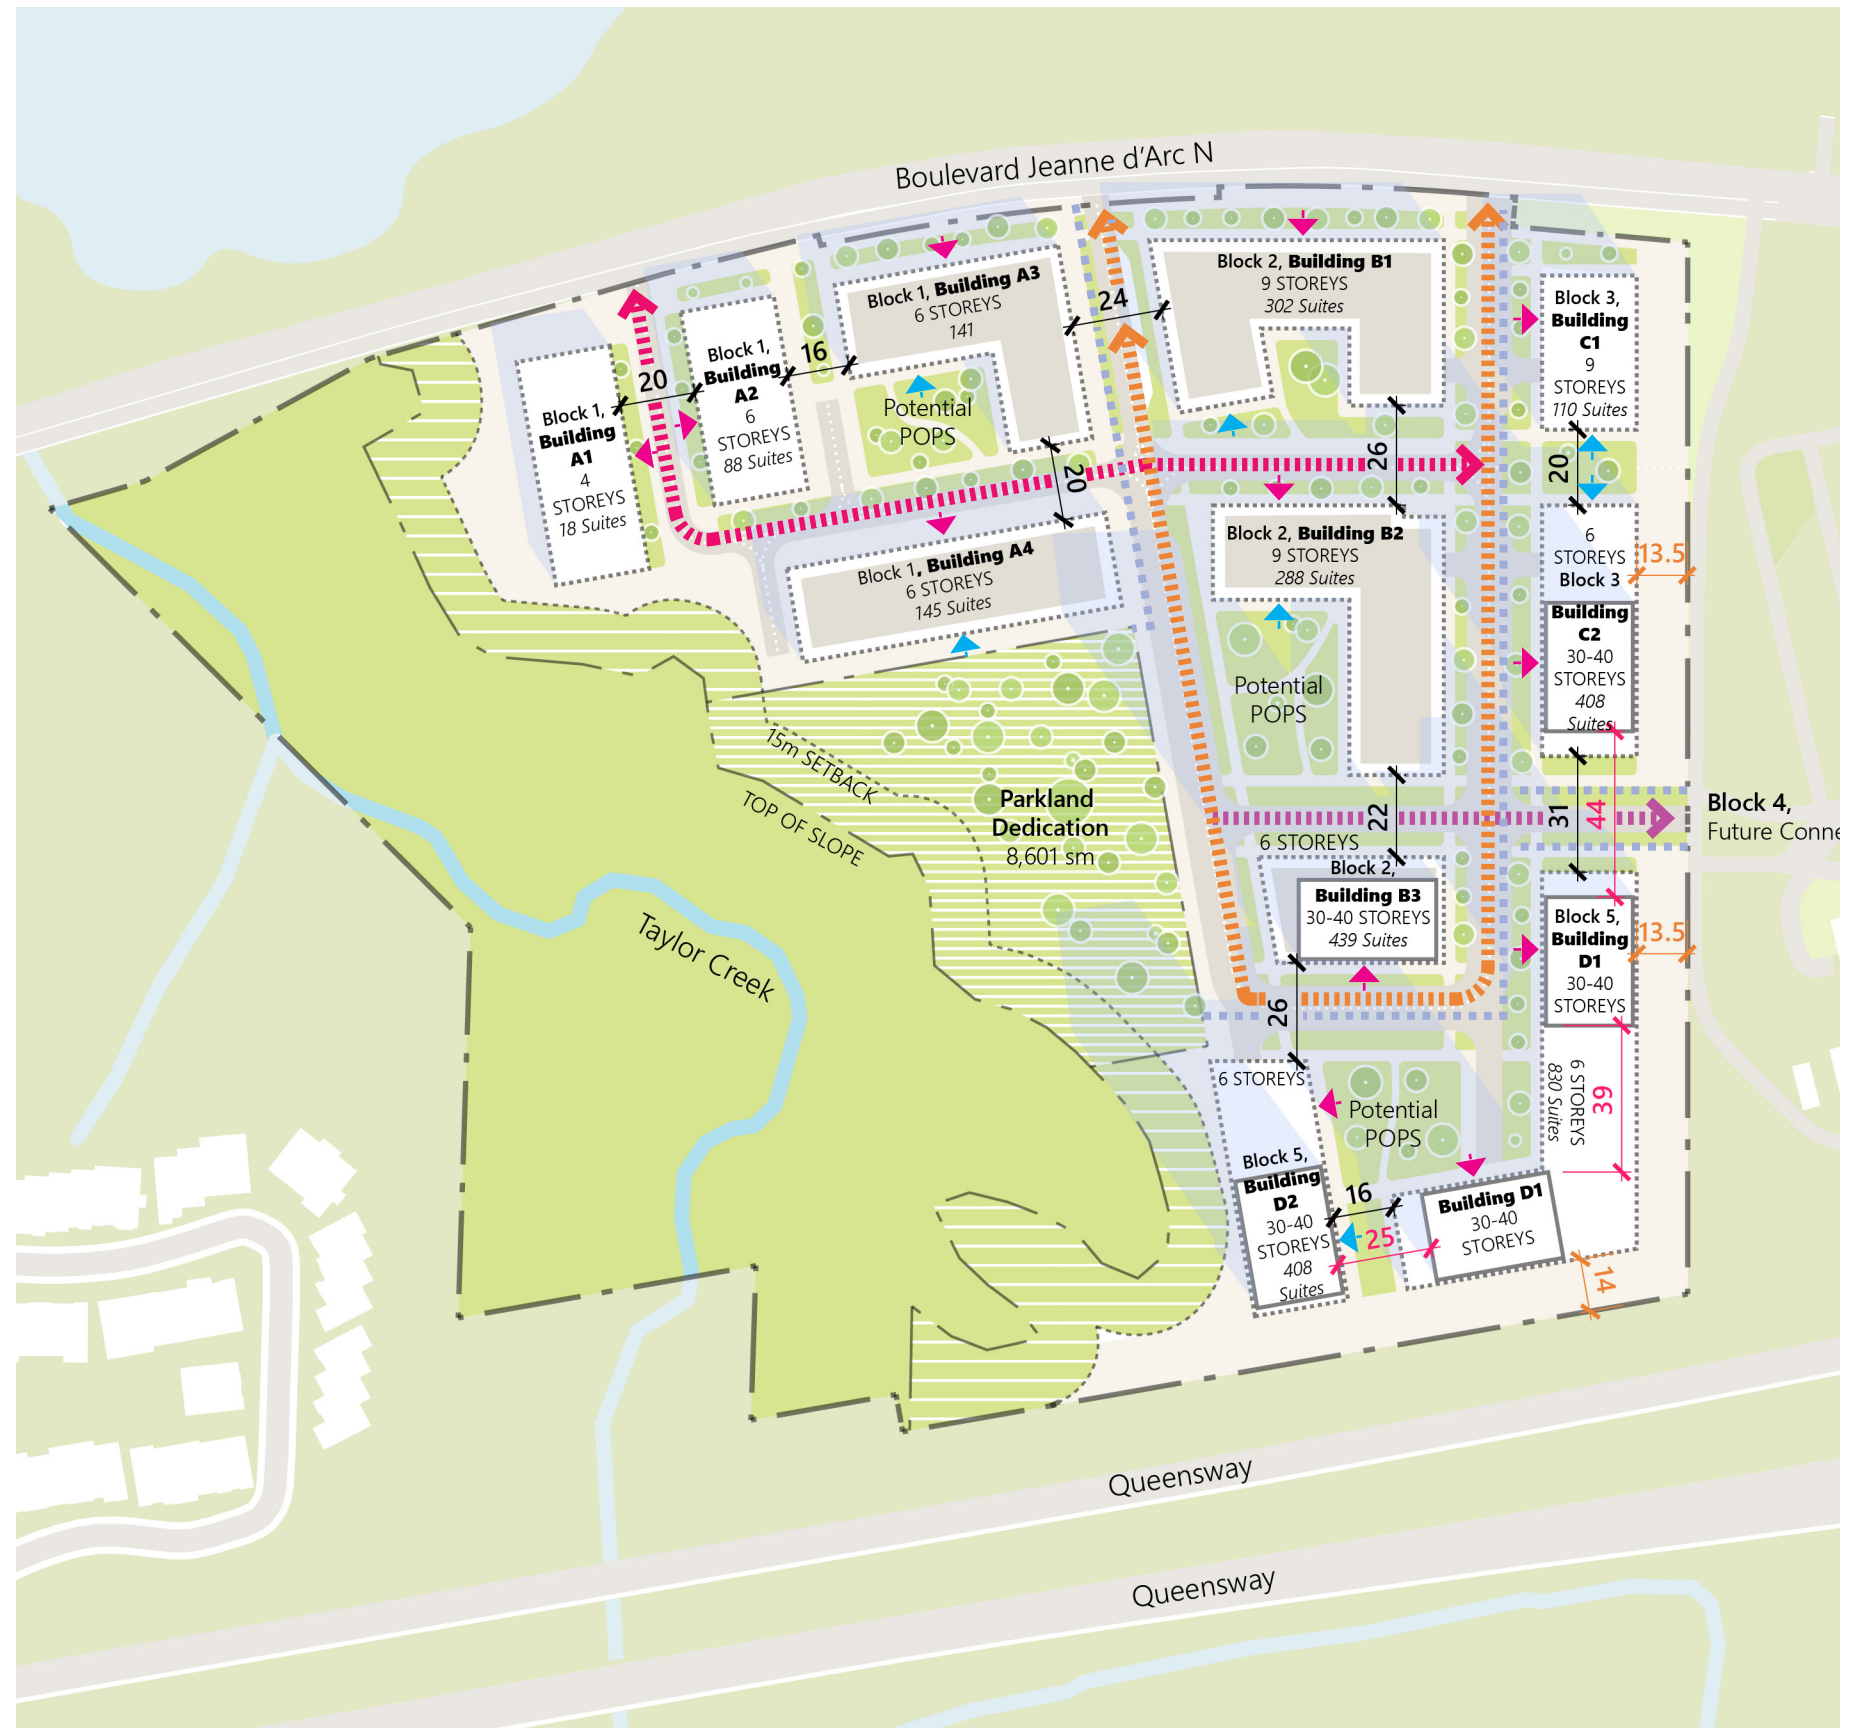 Boulevard Jeanne d'Arc N
Block 1, Building A3
6 STOREYS
141
24
Block 2, Building B1
9 STOREYS
302 Suites
Block 3,
Building
C1
9
STOREYS
110 Suites
Block 1,
Building
A2
6
STOREYS
88 Suites
16
20
Block 1,
Building
A1
4
STOREYS
18 Suites
Potential
POPS
20
26
20
Block 2, Building B2
9 STOREYS
288 Suites
6
STOREYS
Block 3
Building
C2
30-40
STOREYS
408
Suites
13.5
Block 1, Building A4
6 STOREYS
145 Suites
Potential
POPS
15m SETBACK
TOP OF SLOPE
Parkland
Dedication
8,601 sm
22
31
44
Block 4,
Future Conne
6 STOREYS
Block 2,
Building B3
30-40 STOREYS
439 Suites
Block 5,
Building
D1
30-40
STOREYS
13.5
Taylor Creek
26
6 STOREYS
Potential
POPS
6 STOREYS
830 Suites
39
Block 5,
Building
D2
30-40
STOREYS
408
Suites
16
25
Building D1
30-40
STOREYS
14
Queensway
Queensway